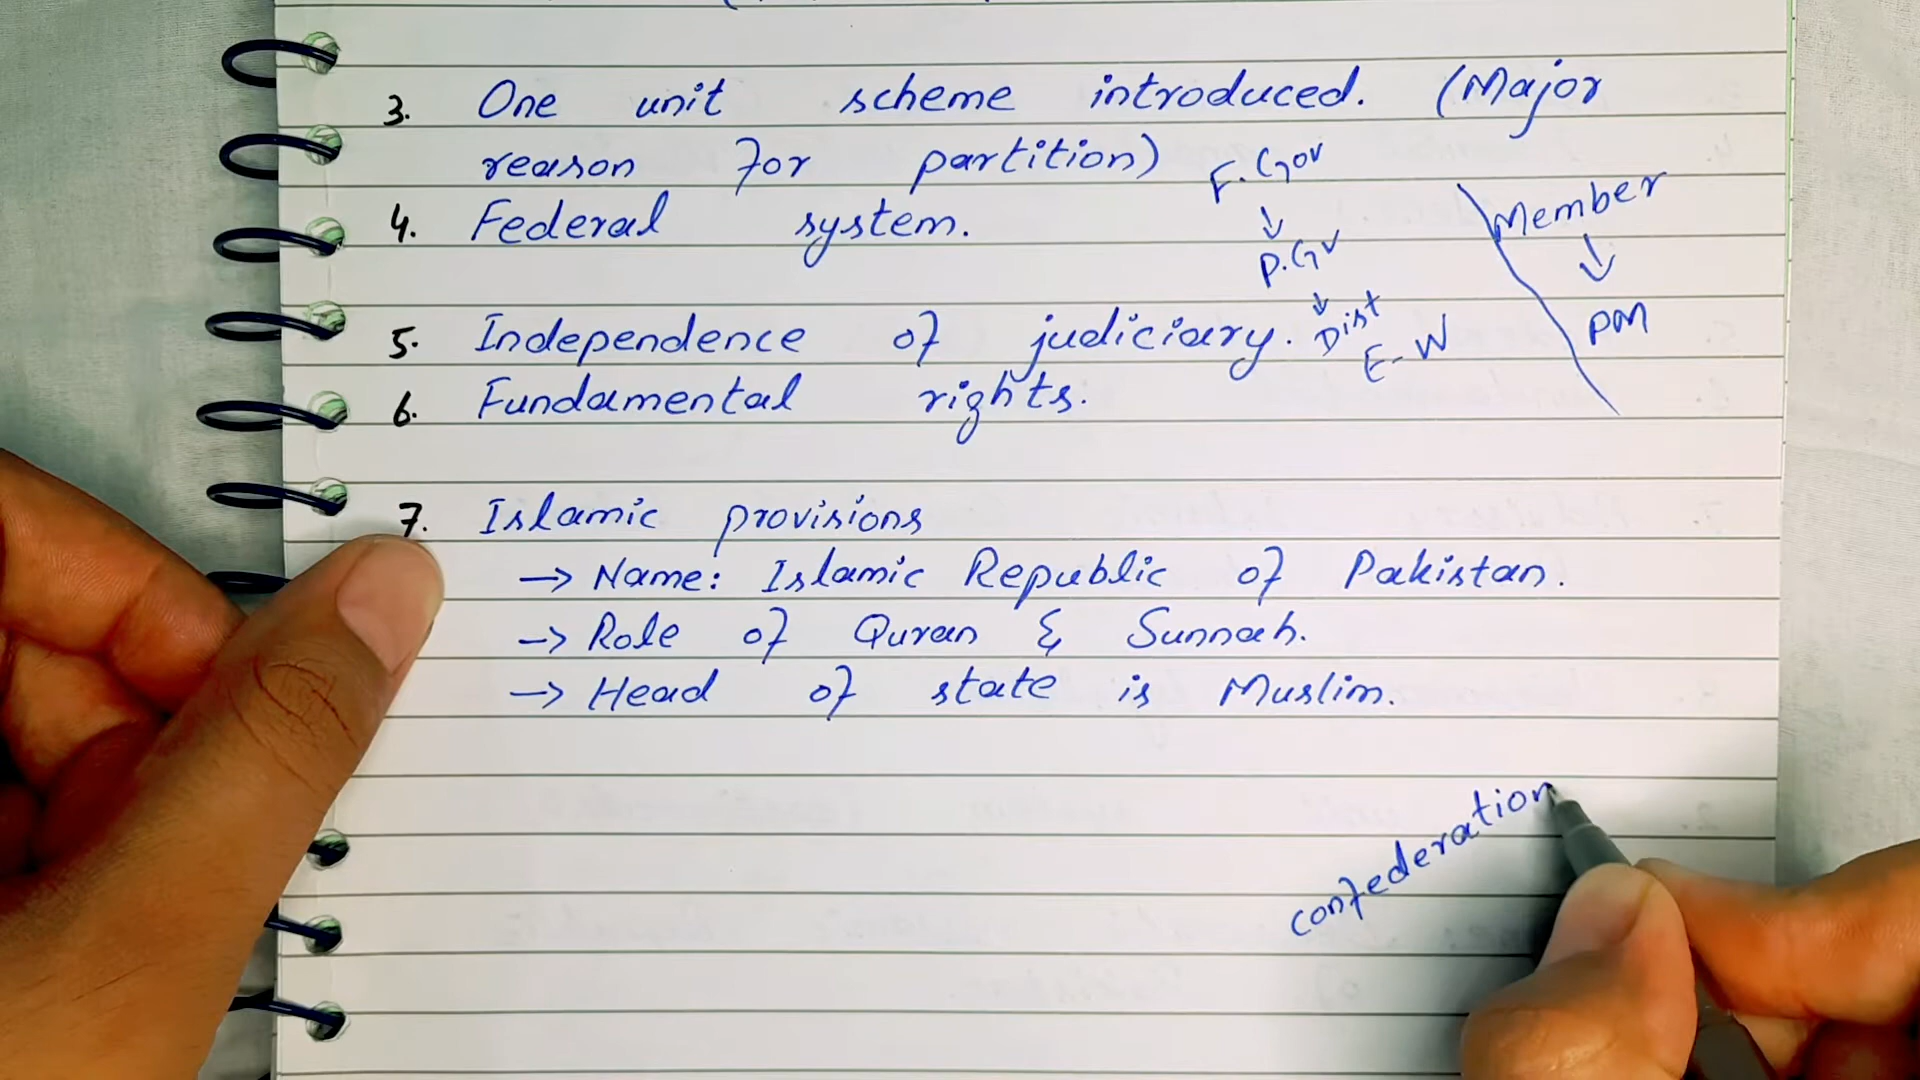 3. One unit scheme introduced. (Major
reason for partition)
4. Federal system.
F. Gov
↓
P. Gv
↓
Dist
E-W
Member
↓
PM
5. Independence of judiciary.
6. Fundamental rights.
7. Islamic provisions
→ Name: Islamic Republic of Pakistan.
→ Role of Quran & Sunnah.
→ Head of state is Muslim.
confederation